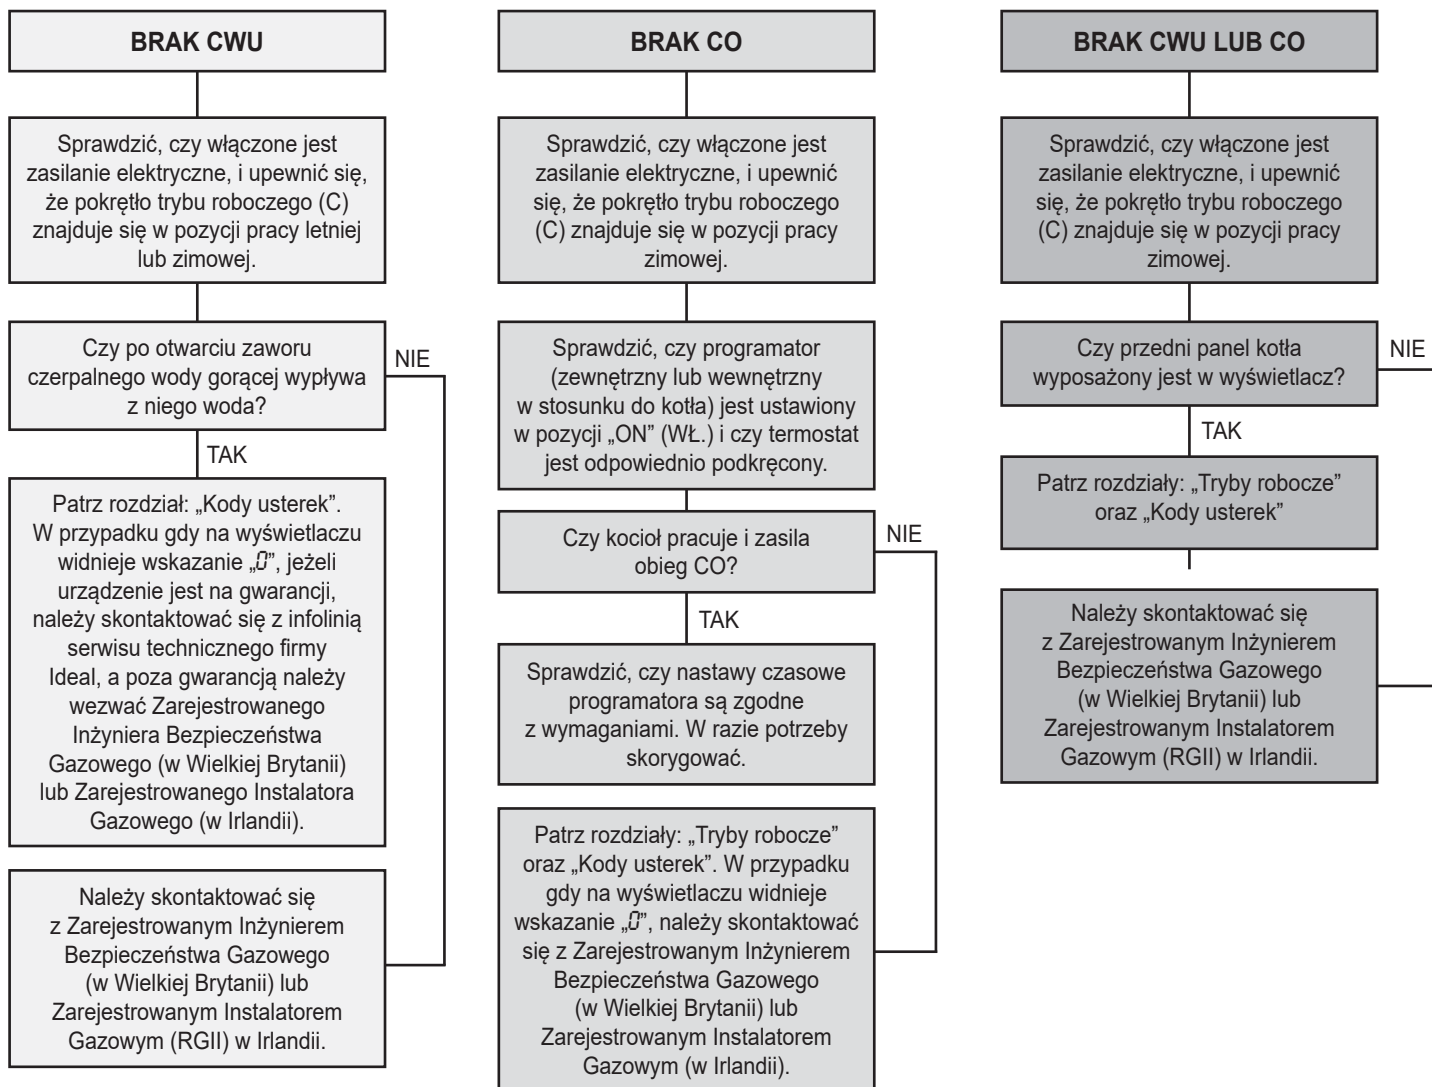 BRAK CWU
Sprawdzić, czy włączone jest
zasilanie elektryczne, i upewnić się,
że pokrętło trybu roboczego (C)
znajduje się w pozycji pracy letniej
lub zimowej.
Czy po otwarciu zaworu
czerpalnego wody gorącej wypływa
z niego woda?
NIE
TAK
Patrz rozdział: „Kody usterek”.
W przypadku gdy na wyświetlaczu
widnieje wskazanie „0”, jeżeli
urządzenie jest na gwarancji,
należy skontaktować się z infolinią
serwisu technicznego firmy
Ideal, a poza gwarancją należy
wezwać Zarejestrowanego
Inżyniera Bezpieczeństwa
Gazowego (w Wielkiej Brytanii)
lub Zarejestrowanego Instalatora
Gazowego (w Irlandii).
Należy skontaktować się
z Zarejestrowanym Inżynierem
Bezpieczeństwa Gazowego
(w Wielkiej Brytanii) lub
Zarejestrowanym Instalatorem
Gazowym (RGII) w Irlandii.
BRAK CO
Sprawdzić, czy włączone jest
zasilanie elektryczne, i upewnić
się, że pokrętło trybu roboczego
(C) znajduje się w pozycji pracy
zimowej.
Sprawdzić, czy programator
(zewnętrzny lub wewnętrzny
w stosunku do kotła) jest ustawiony
w pozycji „ON” (WŁ.) i czy termostat
jest odpowiednio podkręcony.
Czy kocioł pracuje i zasila
obieg CO?
NIE
TAK
Sprawdzić, czy nastawy czasowe
programatora są zgodne
z wymaganiami. W razie potrzeby
skorygować.
Patrz rozdziały: „Tryby robocze”
oraz „Kody usterek”. W przypadku
gdy na wyświetlaczu widnieje
wskazanie „0”, należy skontaktować
się z Zarejestrowanym Inżynierem
Bezpieczeństwa Gazowego
(w Wielkiej Brytanii) lub
Zarejestrowanym Instalatorem
Gazowym (w Irlandii).
BRAK CWU LUB CO
Sprawdzić, czy włączone jest
zasilanie elektryczne, i upewnić
się, że pokrętło trybu roboczego
(C) znajduje się w pozycji pracy
zimowej.
Czy przedni panel kotła
wyposażony jest w wyświetlacz?
NIE
TAK
Patrz rozdziały: „Tryby robocze”
oraz „Kody usterek”
Należy skontaktować się
z Zarejestrowanym Inżynierem
Bezpieczeństwa Gazowego
(w Wielkiej Brytanii) lub
Zarejestrowanym Instalatorem
Gazowym (RGII) w Irlandii.